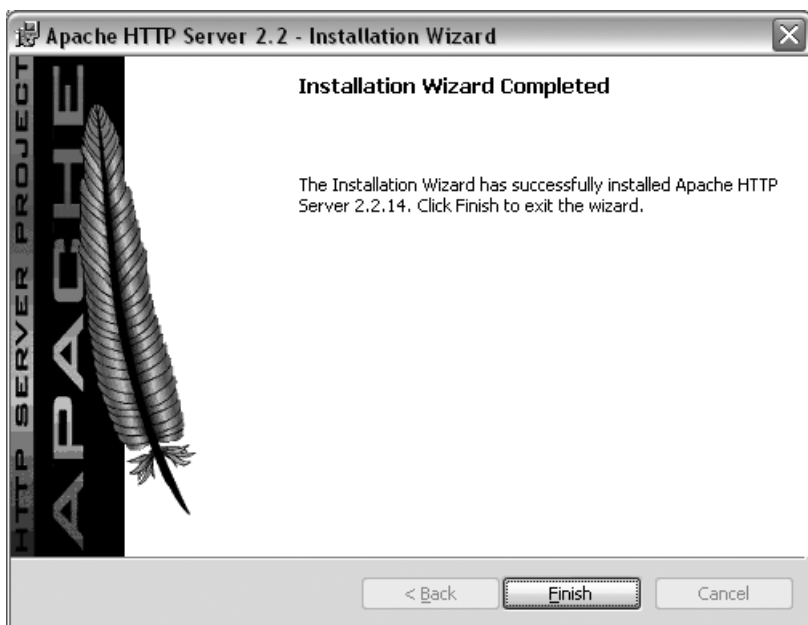 Apache HTTP Server 2.2 - Installation Wizard
HTTP SERVER PROJECT
APACHE
Installation Wizard Completed
The Installation Wizard has successfully installed Apache HTTP
Server 2.2.14. Click Finish to exit the wizard.
< Back
Finish
Cancel